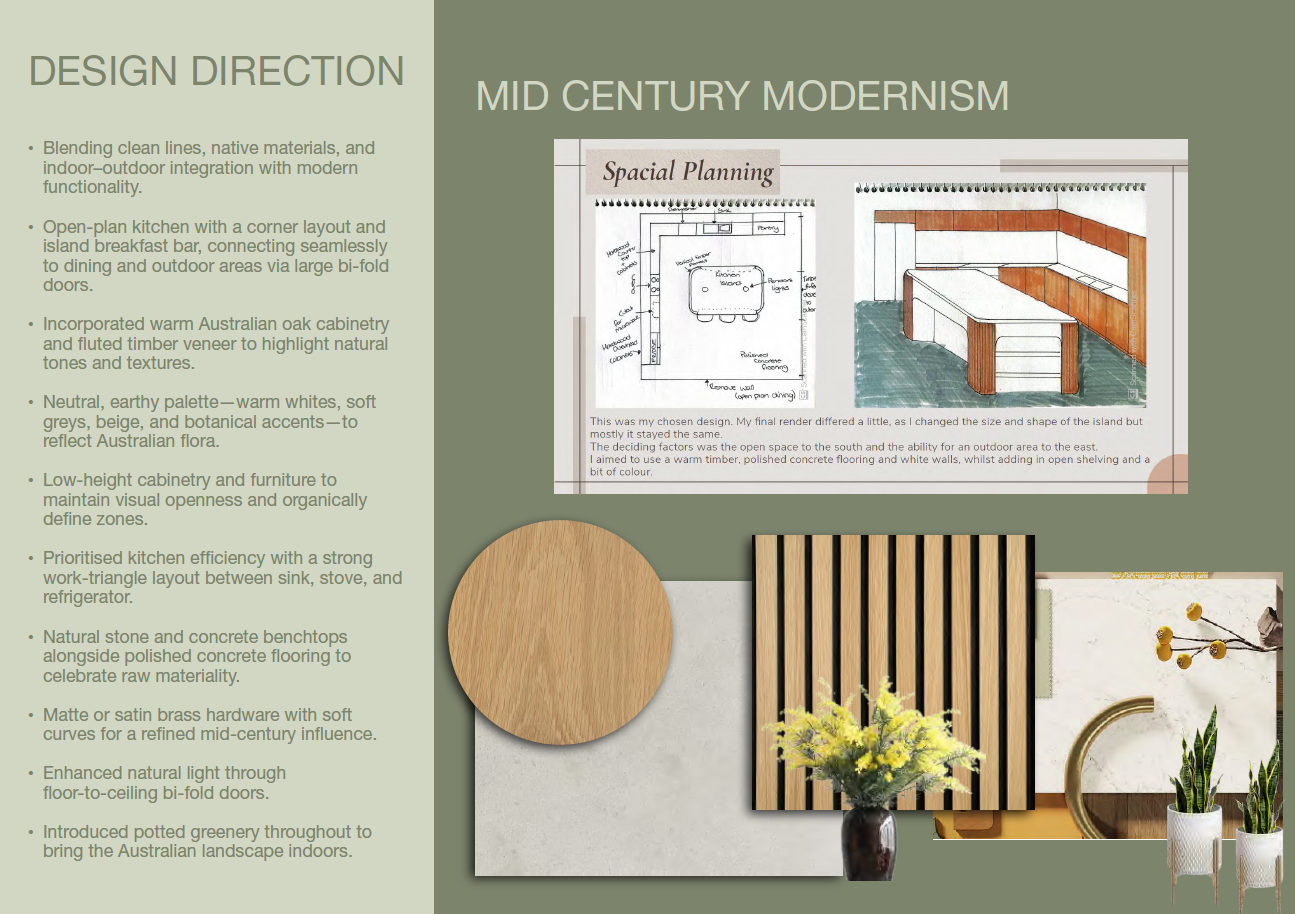 DESIGN DIRECTION
• Blending clean lines, native materials, and
indoor–outdoor integration with modern
functionality.
• Open-plan kitchen with a corner layout and
island breakfast bar, connecting seamlessly
to dining and outdoor areas via large bi-fold
doors.
• Incorporated warm Australian oak cabinetry
and fluted timber veneer to highlight natural
tones and textures.
• Neutral, earthy palette—warm whites, soft
greys, beige, and botanical accents—to
reflect Australian flora.
• Low-height cabinetry and furniture to
maintain visual openness and organically
define zones.
• Prioritised kitchen efficiency with a strong
work-triangle layout between sink, stove, and
refrigerator.
• Natural stone and concrete benchtops
alongside polished concrete flooring to
celebrate raw materiality.
• Matte or satin brass hardware with soft
curves for a refined mid-century influence.
• Enhanced natural light through
floor-to-ceiling bi-fold doors.
• Introduced potted greenery throughout to
bring the Australian landscape indoors.
MID CENTURY MODERNISM
Spacial Planning
Sink
Pantry
Kitchen
Island
Pendant
lights
Oven
Hardwood
Overhead
Cabinets
Polished
Concrete
flooring
Remove wall
(open plan dining)
This was my chosen design. My final render differed a little, as I changed the size and shape of the island but
mostly it stayed the same.
The deciding factors was the open space to the south and the ability for an outdoor area to the east.
I aimed to use a warm timber, polished concrete flooring and white walls, whilst adding in open shelving and a
bit of colour.